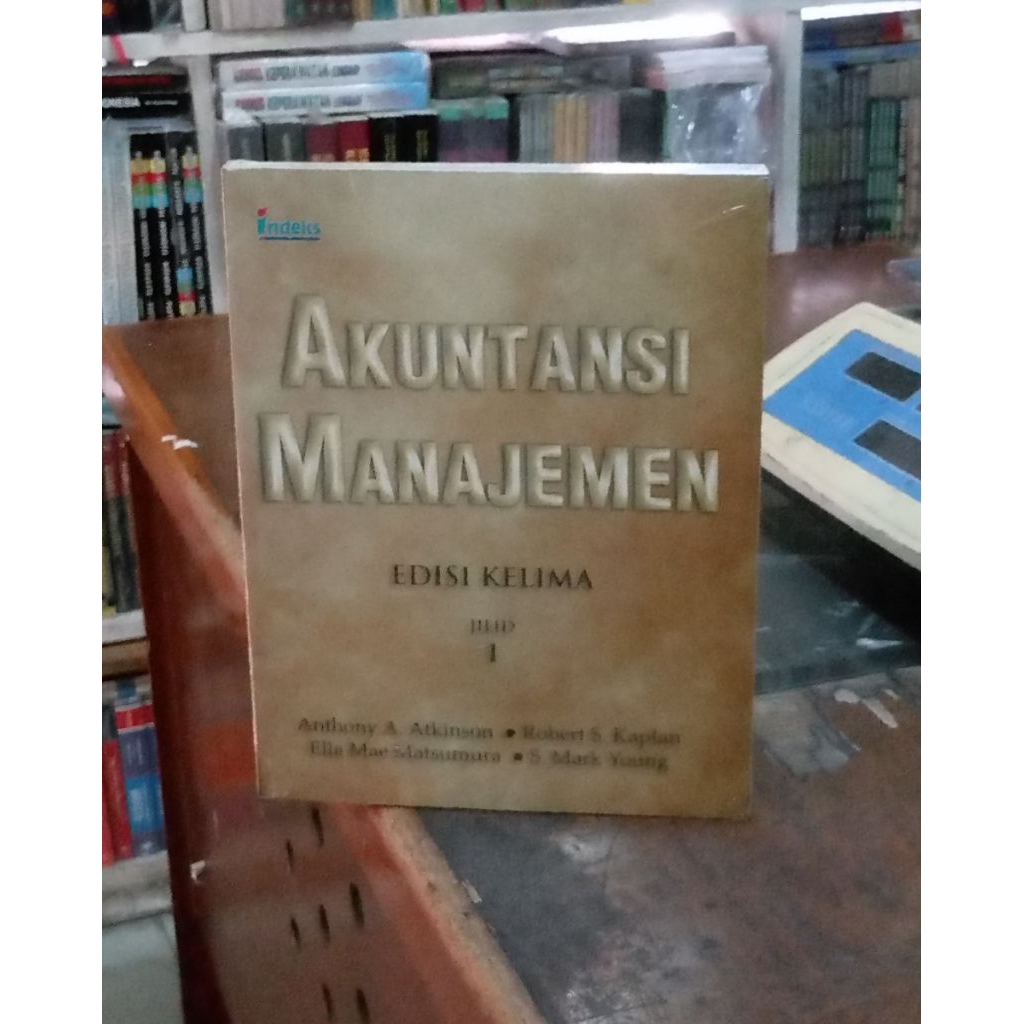 indeks
AKUNTANSI
MANAJEMEN
EDISI KELIMA
JILID
1
Anthony A. Atkinson • Robert S. Kaplan
Ella Mae Matsumura • S. Mark Young